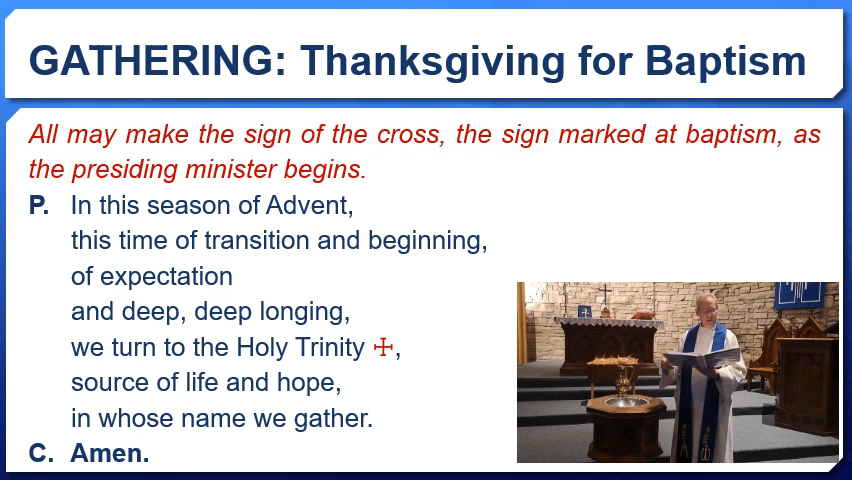 GATHERING: Thanksgiving for Baptism
All may make the sign of the cross, the sign marked at baptism, as
the presiding minister begins.
P. In this season of Advent,
this time of transition and beginning,
of expectation
and deep, deep longing,
we turn to the Holy Trinity ☩,
source of life and hope,
in whose name we gather.
C. Amen.